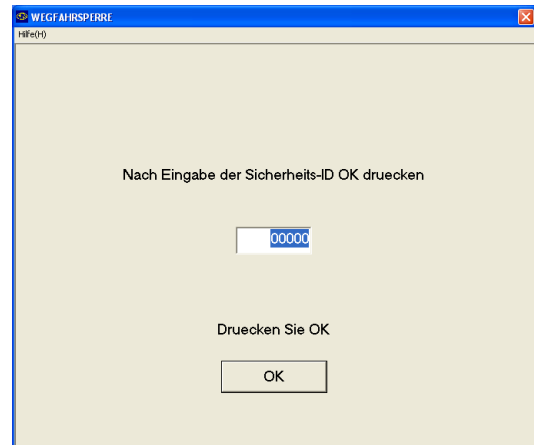 WEGFAHRSPERRE
Hilfe(H)
Nach Eingabe der Sicherheits-ID OK druecken
00000
Druecken Sie OK
OK